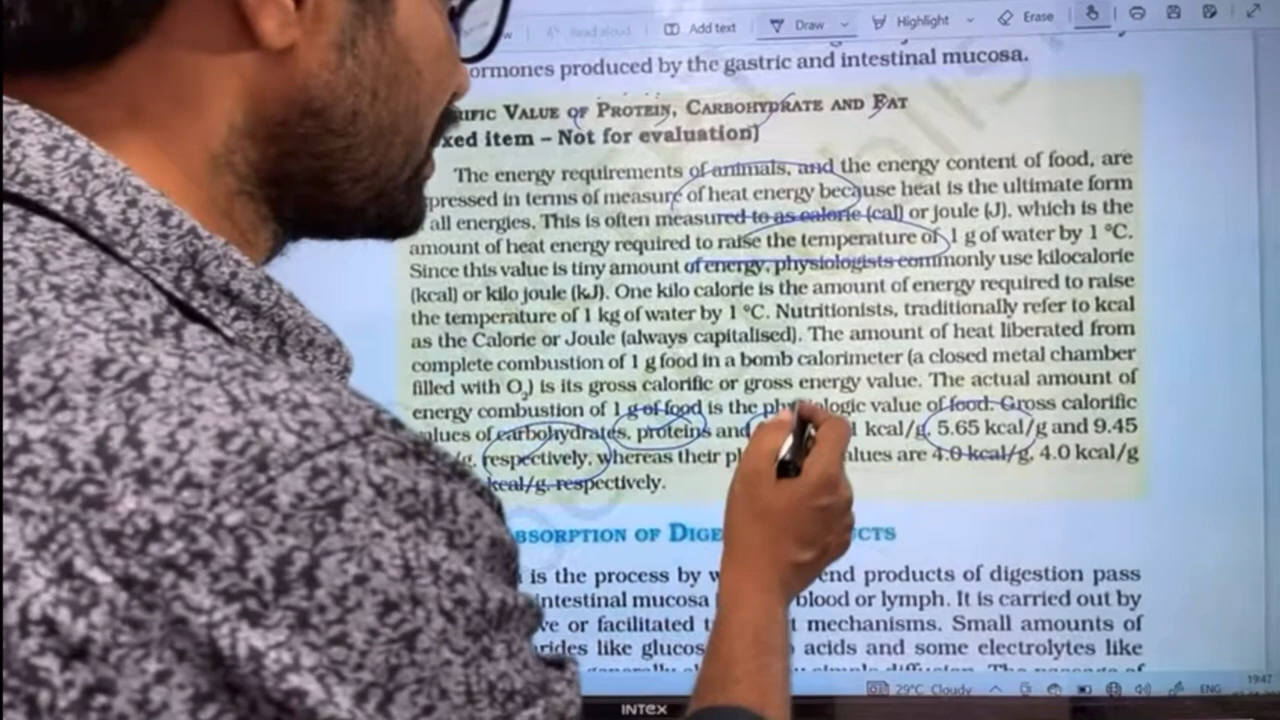 Add text Draw Highlight Erase
ormones produced by the gastric and intestinal mucosa.
RIFIC VALUE OF PROTEIN, CARBOHYDRATE AND FAT
xed item – Not for evaluation)
The energy requirements of animals, and the energy content of food, are
pressed in terms of measure of heat energy because heat is the ultimate form
all energies. This is often measured to as calorie (cal) or joule (J), which is the
amount of heat energy required to raise the temperature of 1 g of water by 1 °C.
Since this value is tiny amount of energy, physiologists commonly use kilocalorie
(kcal) or kilo joule (kJ). One kilo calorie is the amount of energy required to raise
the temperature of 1 kg of water by 1 °C. Nutritionists, traditionally refer to kcal
as the Calorie or Joule (always capitalised). The amount of heat liberated from
complete combustion of 1 g food in a bomb calorimeter (a closed metal chamber
filled with O2) is its gross calorific or gross energy value. The actual amount of
energy combustion of 1 g of food is the physiologic value of food. Gross calorific
alues of carbohydrates, proteins and 1 kcal/g, 5.65 kcal/g and 9.45
/g, respectively, whereas their alues are 4.0 kcal/g, 4.0 kcal/g
kcal/g, respectively.
BSORPTION OF DIGE CTS
is the process by end products of digestion pass
intestinal mucosa blood or lymph. It is carried out by
ve or facilitated t mechanisms. Small amounts of
rides like glucos acids and some electrolytes like
29°C Cloudy ENG 19:47
INTEX